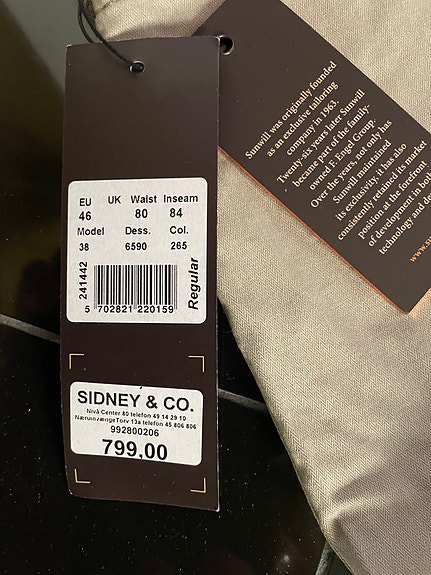 EU UK Waist Inseam
46 80 84
Model Dess. Col.
38 6590 265
241442
5 702821 220159
Regular
SIDNEY & CO.
Nivå Center 80 telefon 49 14 29 10
Torv 13a telefon 45 806 806
992800206
799,00
Sunwill was originally founded
as an exclusive tailoring
company in 1963.
Twenty-six years later Sunwill
became part of the family-
owned F. Engel Group.
Over the years, not only has
Sunwill maintained
its exclusivity, it has also
consistently retained its market
position at the forefront
of development in both
technology and de
www.su